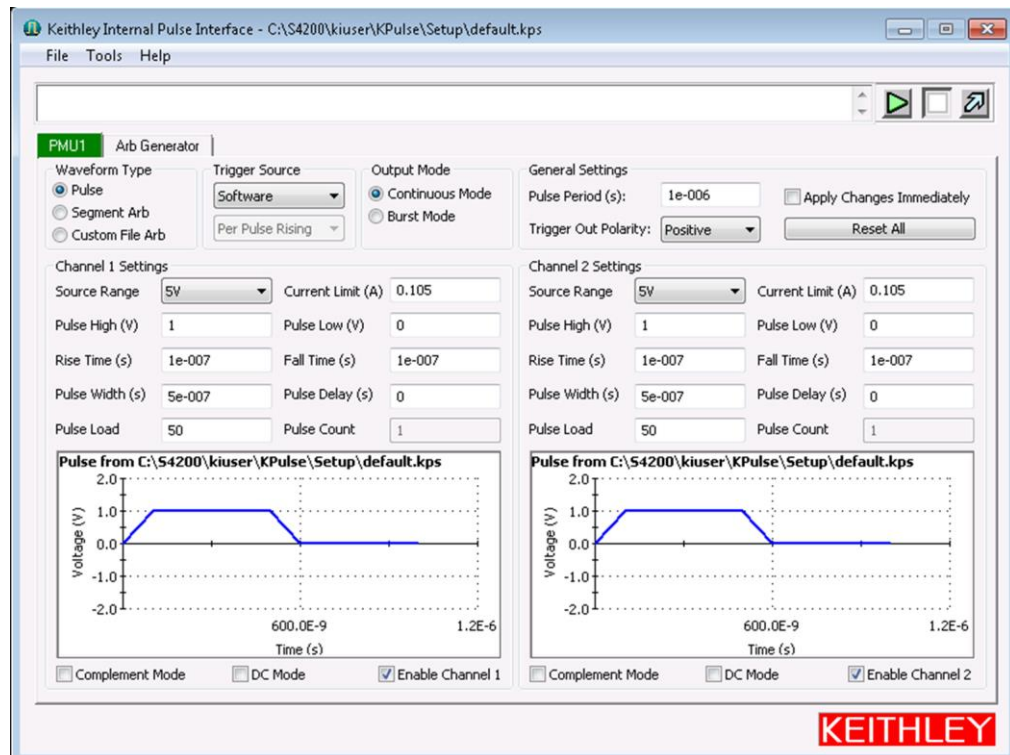 Keithley Internal Pulse Interface - C:\S4200\kiuser\KPulse\Setup\default.kps
File Tools Help
PMU1 Arb Generator
Waveform Type
Pulse
Segment Arb
Custom File Arb
Trigger Source
Software
Per Pulse Rising
Output Mode
Continuous Mode
Burst Mode
General Settings
Pulse Period (s): 1e-006
Apply Changes Immediately
Trigger Out Polarity: Positive
Reset All
Channel 1 Settings
Source Range 5V Current Limit (A) 0.105
Pulse High (V) 1 Pulse Low (V) 0
Rise Time (s) 1e-007 Fall Time (s) 1e-007
Pulse Width (s) 5e-007 Pulse Delay (s) 0
Pulse Load 50 Pulse Count 1
Pulse from C:\S4200\kiuser\KPulse\Setup\default.kps
2.0
1.0
0.0
-1.0
-2.0
Voltage (V)
600.0E-9 1.2E-6
Time (s)
Complement Mode DC Mode Enable Channel 1
Channel 2 Settings
Source Range 5V Current Limit (A) 0.105
Pulse High (V) 1 Pulse Low (V) 0
Rise Time (s) 1e-007 Fall Time (s) 1e-007
Pulse Width (s) 5e-007 Pulse Delay (s) 0
Pulse Load 50 Pulse Count 1
Pulse from C:\S4200\kiuser\KPulse\Setup\default.kps
2.0
1.0
0.0
-1.0
-2.0
Voltage (V)
600.0E-9 1.2E-6
Time (s)
Complement Mode DC Mode Enable Channel 2
KEITHLEY